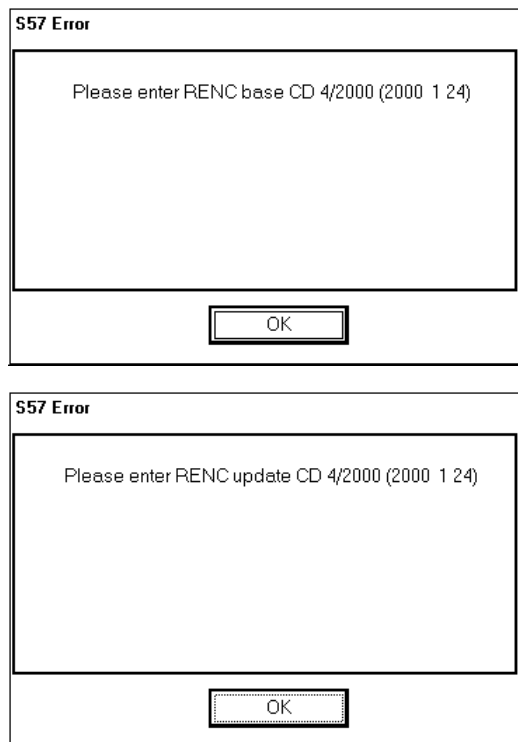 S57 Error
Please enter RENC base CD 4/2000 (2000 1 24)
OK
S57 Error
Please enter RENC update CD 4/2000 (2000 1 24)
OK